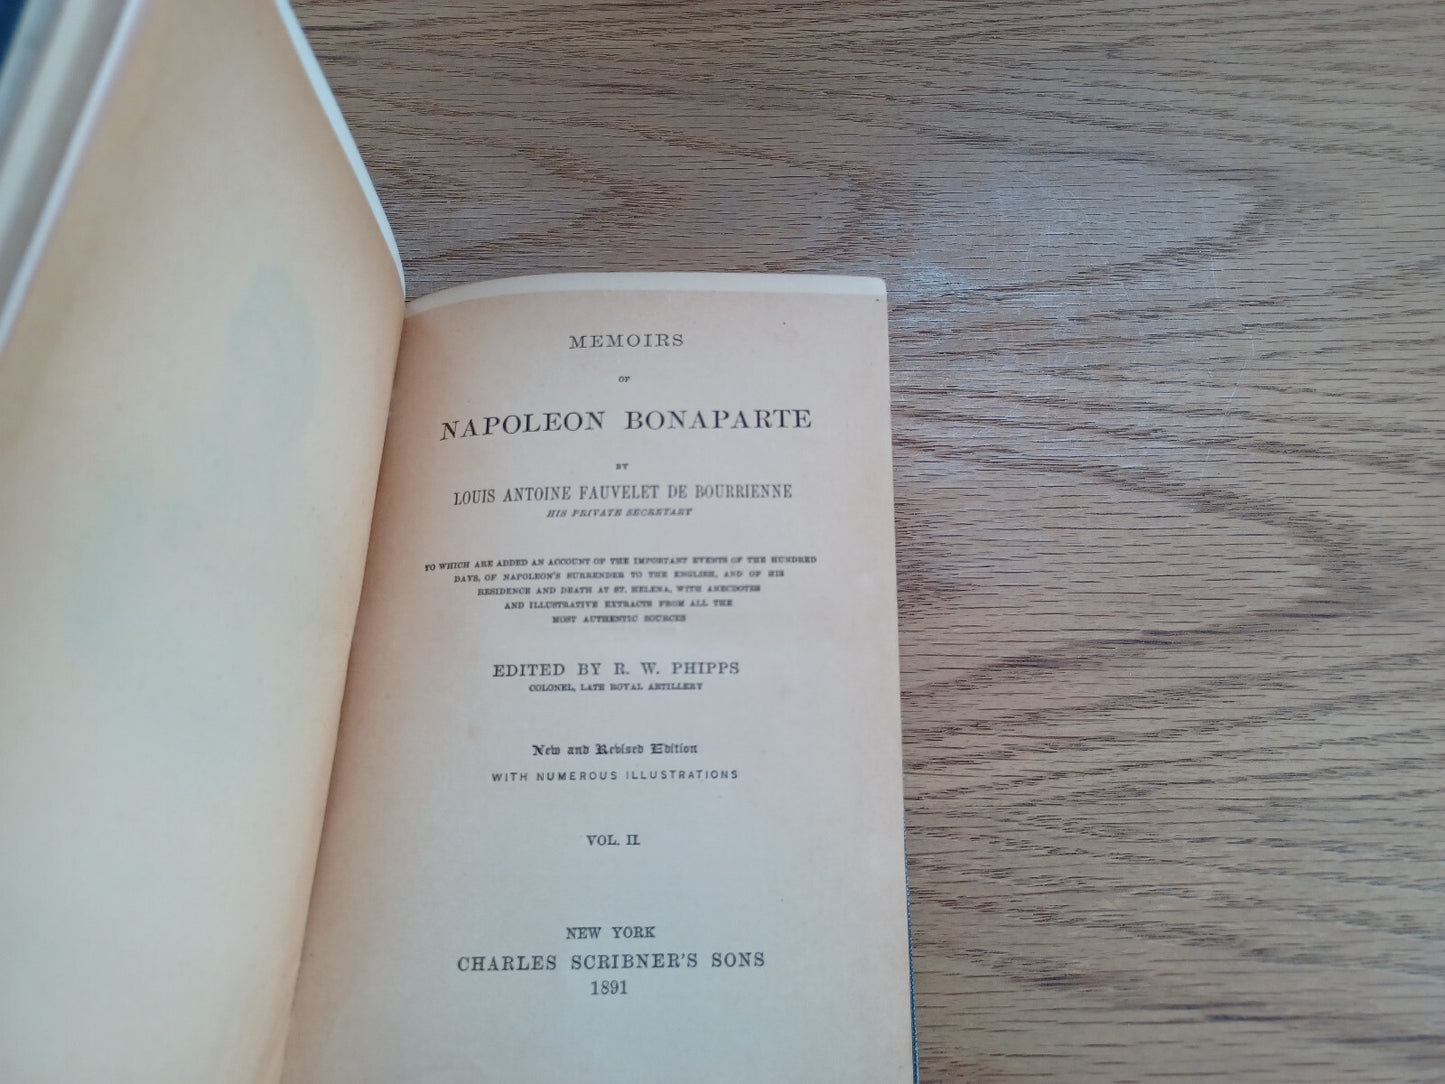 MEMOIRS
OF
NAPOLEON BONAPARTE
BY
LOUIS ANTOINE FAUVELET DE BOURRIENNE
HIS PRIVATE SECRETARY
TO WHICH ARE ADDED AN ACCOUNT OF THE IMPORTANT EVENTS OF THE HUNDRED
DAYS, OF NAPOLEON'S SURRENDER TO THE ENGLISH, AND OF HIS
RESIDENCE AND DEATH AT ST. HELENA, WITH ANECDOTES
AND ILLUSTRATIVE EXTRACTS FROM ALL THE
MOST AUTHENTIC SOURCES
EDITED BY R. W. PHIPPS
COLONEL, LATE ROYAL ARTILLERY
New and Revised Edition
WITH NUMEROUS ILLUSTRATIONS
VOL. II.
NEW YORK
CHARLES SCRIBNER'S SONS
1891